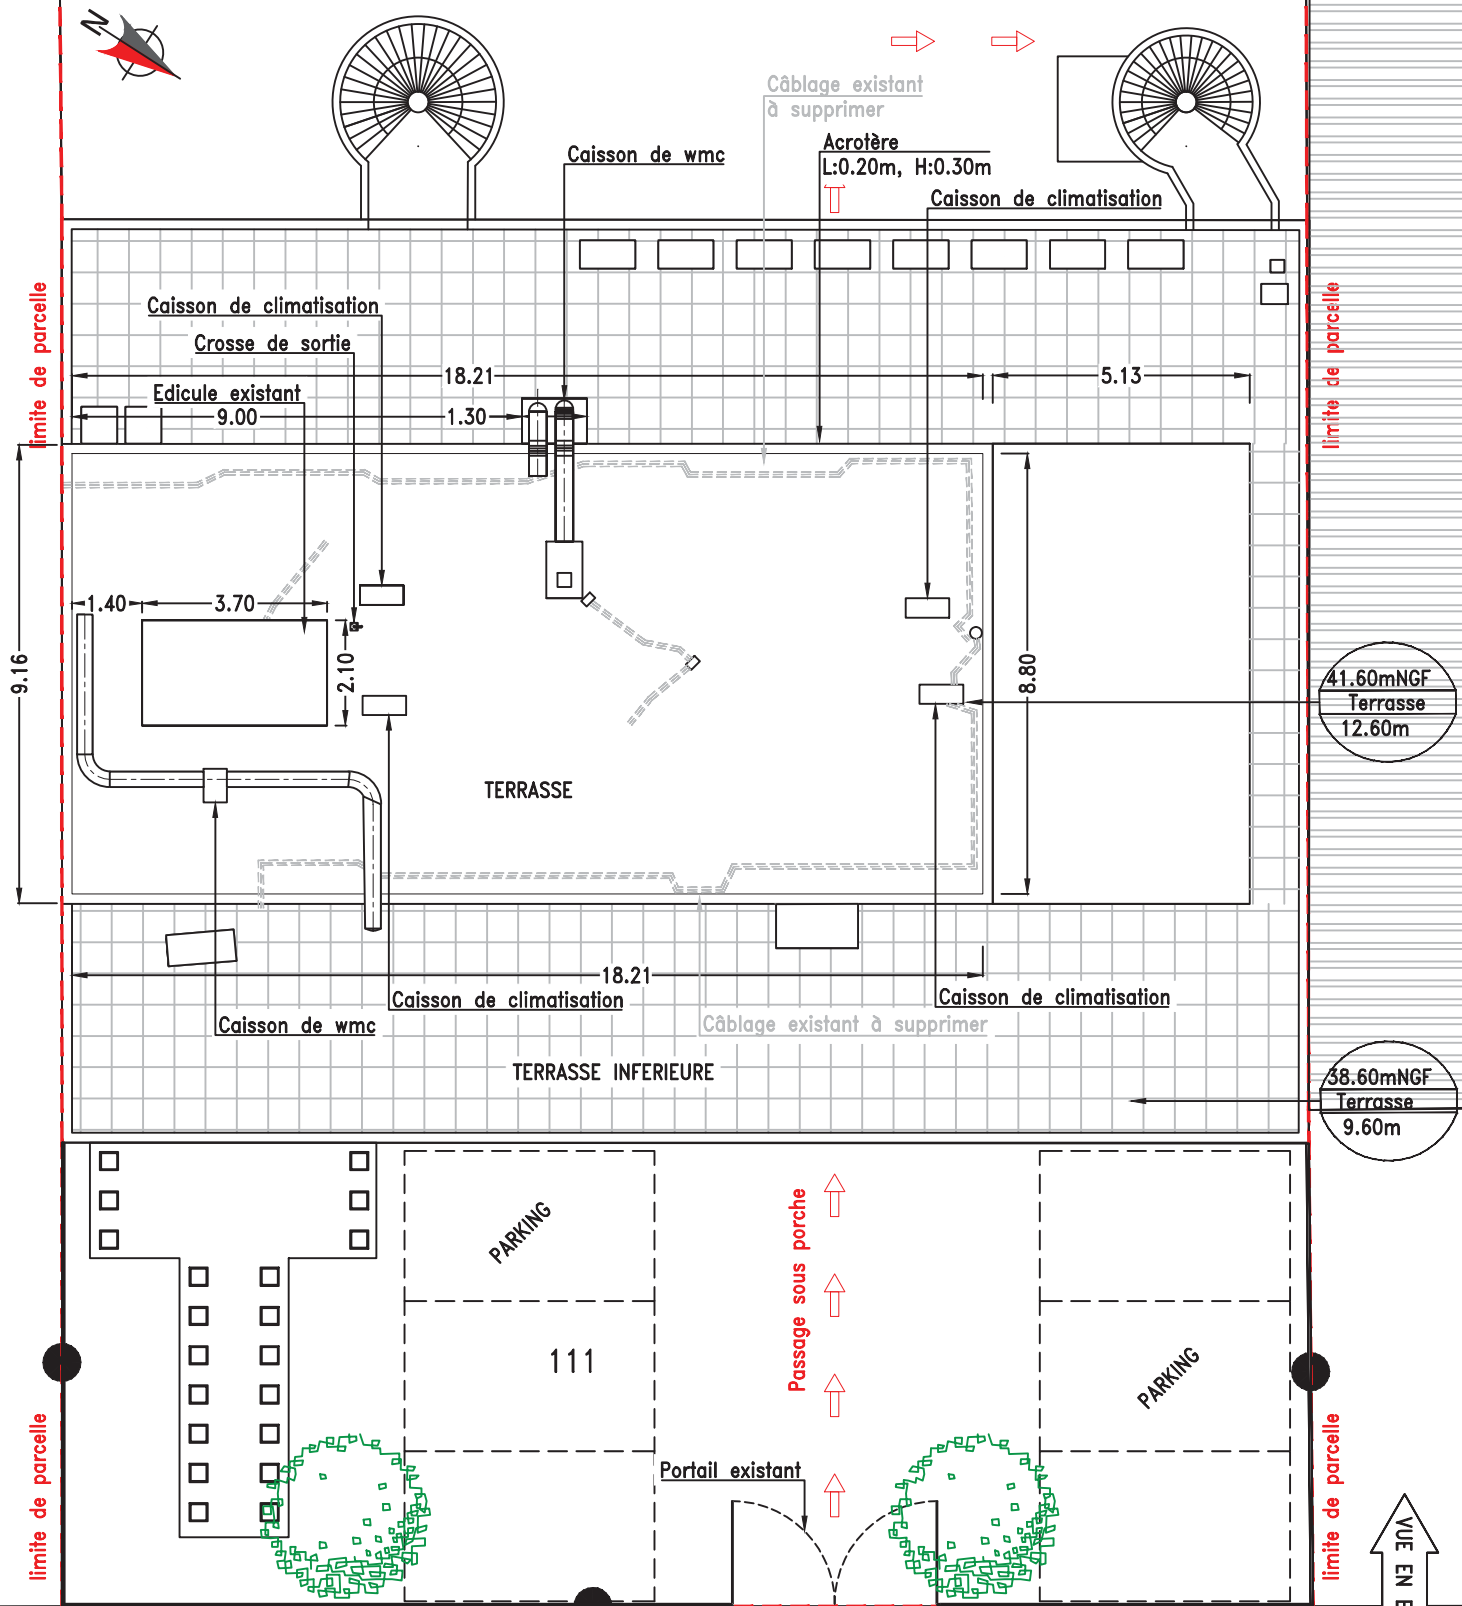 N
Câblage existant
à supprimer
Acrotère
L:0.20m, H:0.30m
Caisson de wmc
Caisson de climatisation
limite de parcelle
limite de parcelle
Caisson de climatisation
Crosse de sortie
18.21
5.13
Edicule existant
9.00
1.30
1.40
3.70
2.10
9.16
8.80
41.60mNGF
Terrasse
12.60m
TERRASSE
18.21
Caisson de climatisation
Caisson de climatisation
Caisson de wmc
Câblage existant à supprimer
TERRASSE INFERIEURE
38.60mNGF
Terrasse
9.60m
PARKING
Passage sous porche
111
PARKING
limite de parcelle
Portail existant
limite de parcelle
VUE EN